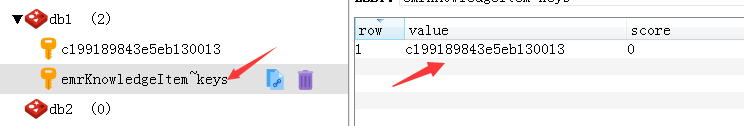 db1 (2)
c199189843e5eb130013
emrKnowledgeItem~keys
db2 (0)
row value score
1 c199189843e5eb130013 0